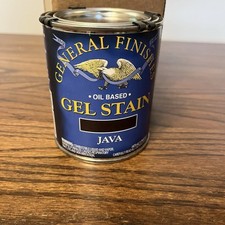 GENERAL FINISHES
• OIL BASED •
GEL STAIN
JAVA